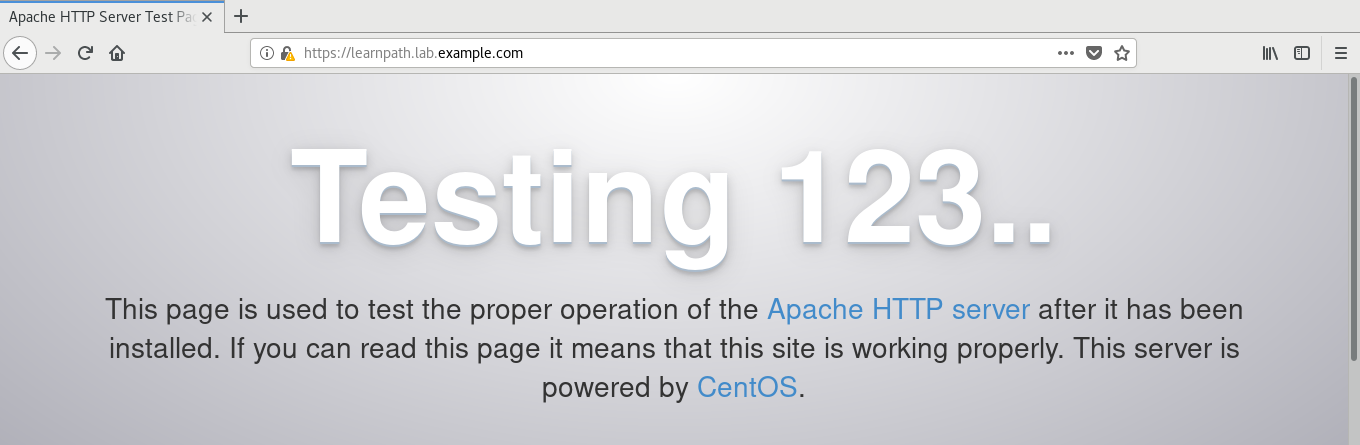 Apache HTTP Server Test Pa
https://learnpath.lab.example.com
Testing 123..
This page is used to test the proper operation of the Apache HTTP server after it has been
installed. If you can read this page it means that this site is working properly. This server is
powered by CentOS.